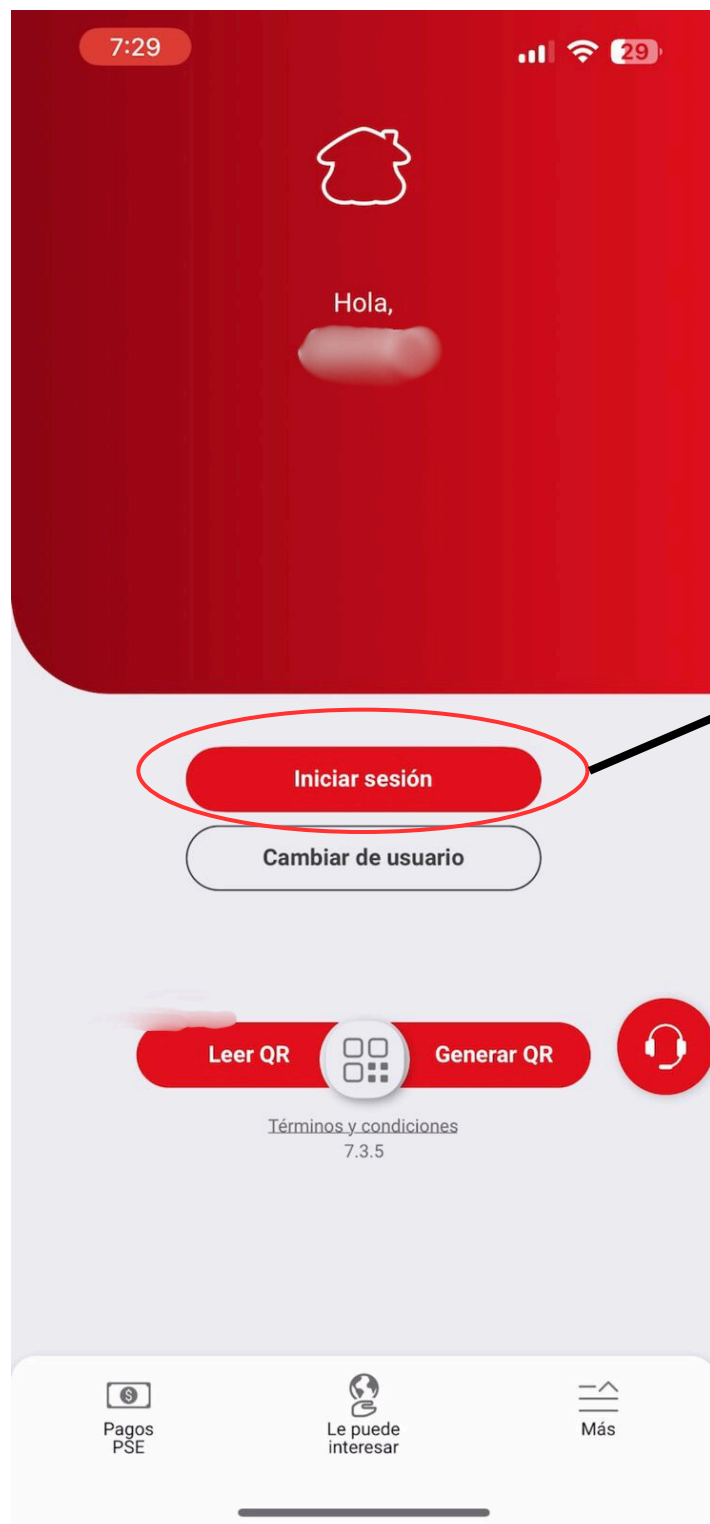 7:29
29
Hola,
Iniciar sesión
Cambiar de usuario
Leer QR
Generar QR
Términos y condiciones
7.3.5
Pagos
PSE
Le puede
interesar
Más